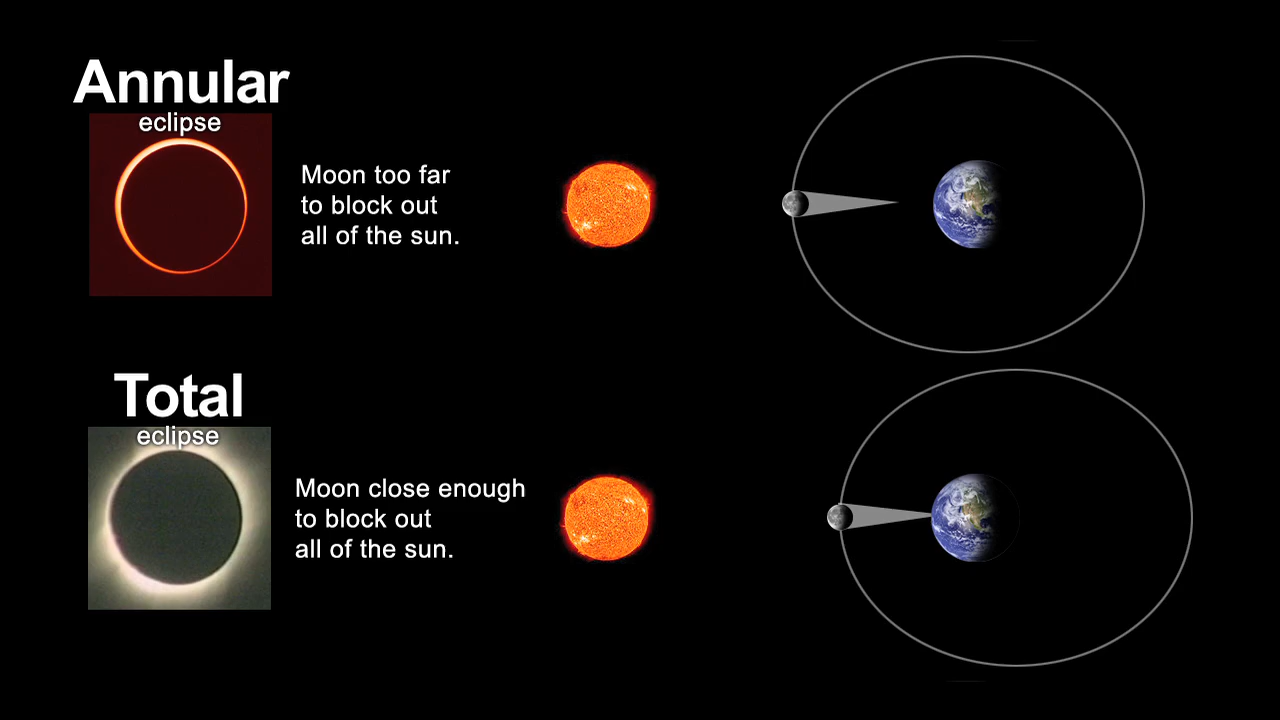 Annular
eclipse
Moon too far
to block out
all of the sun.
Total
eclipse
Moon close enough
to block out
all of the sun.